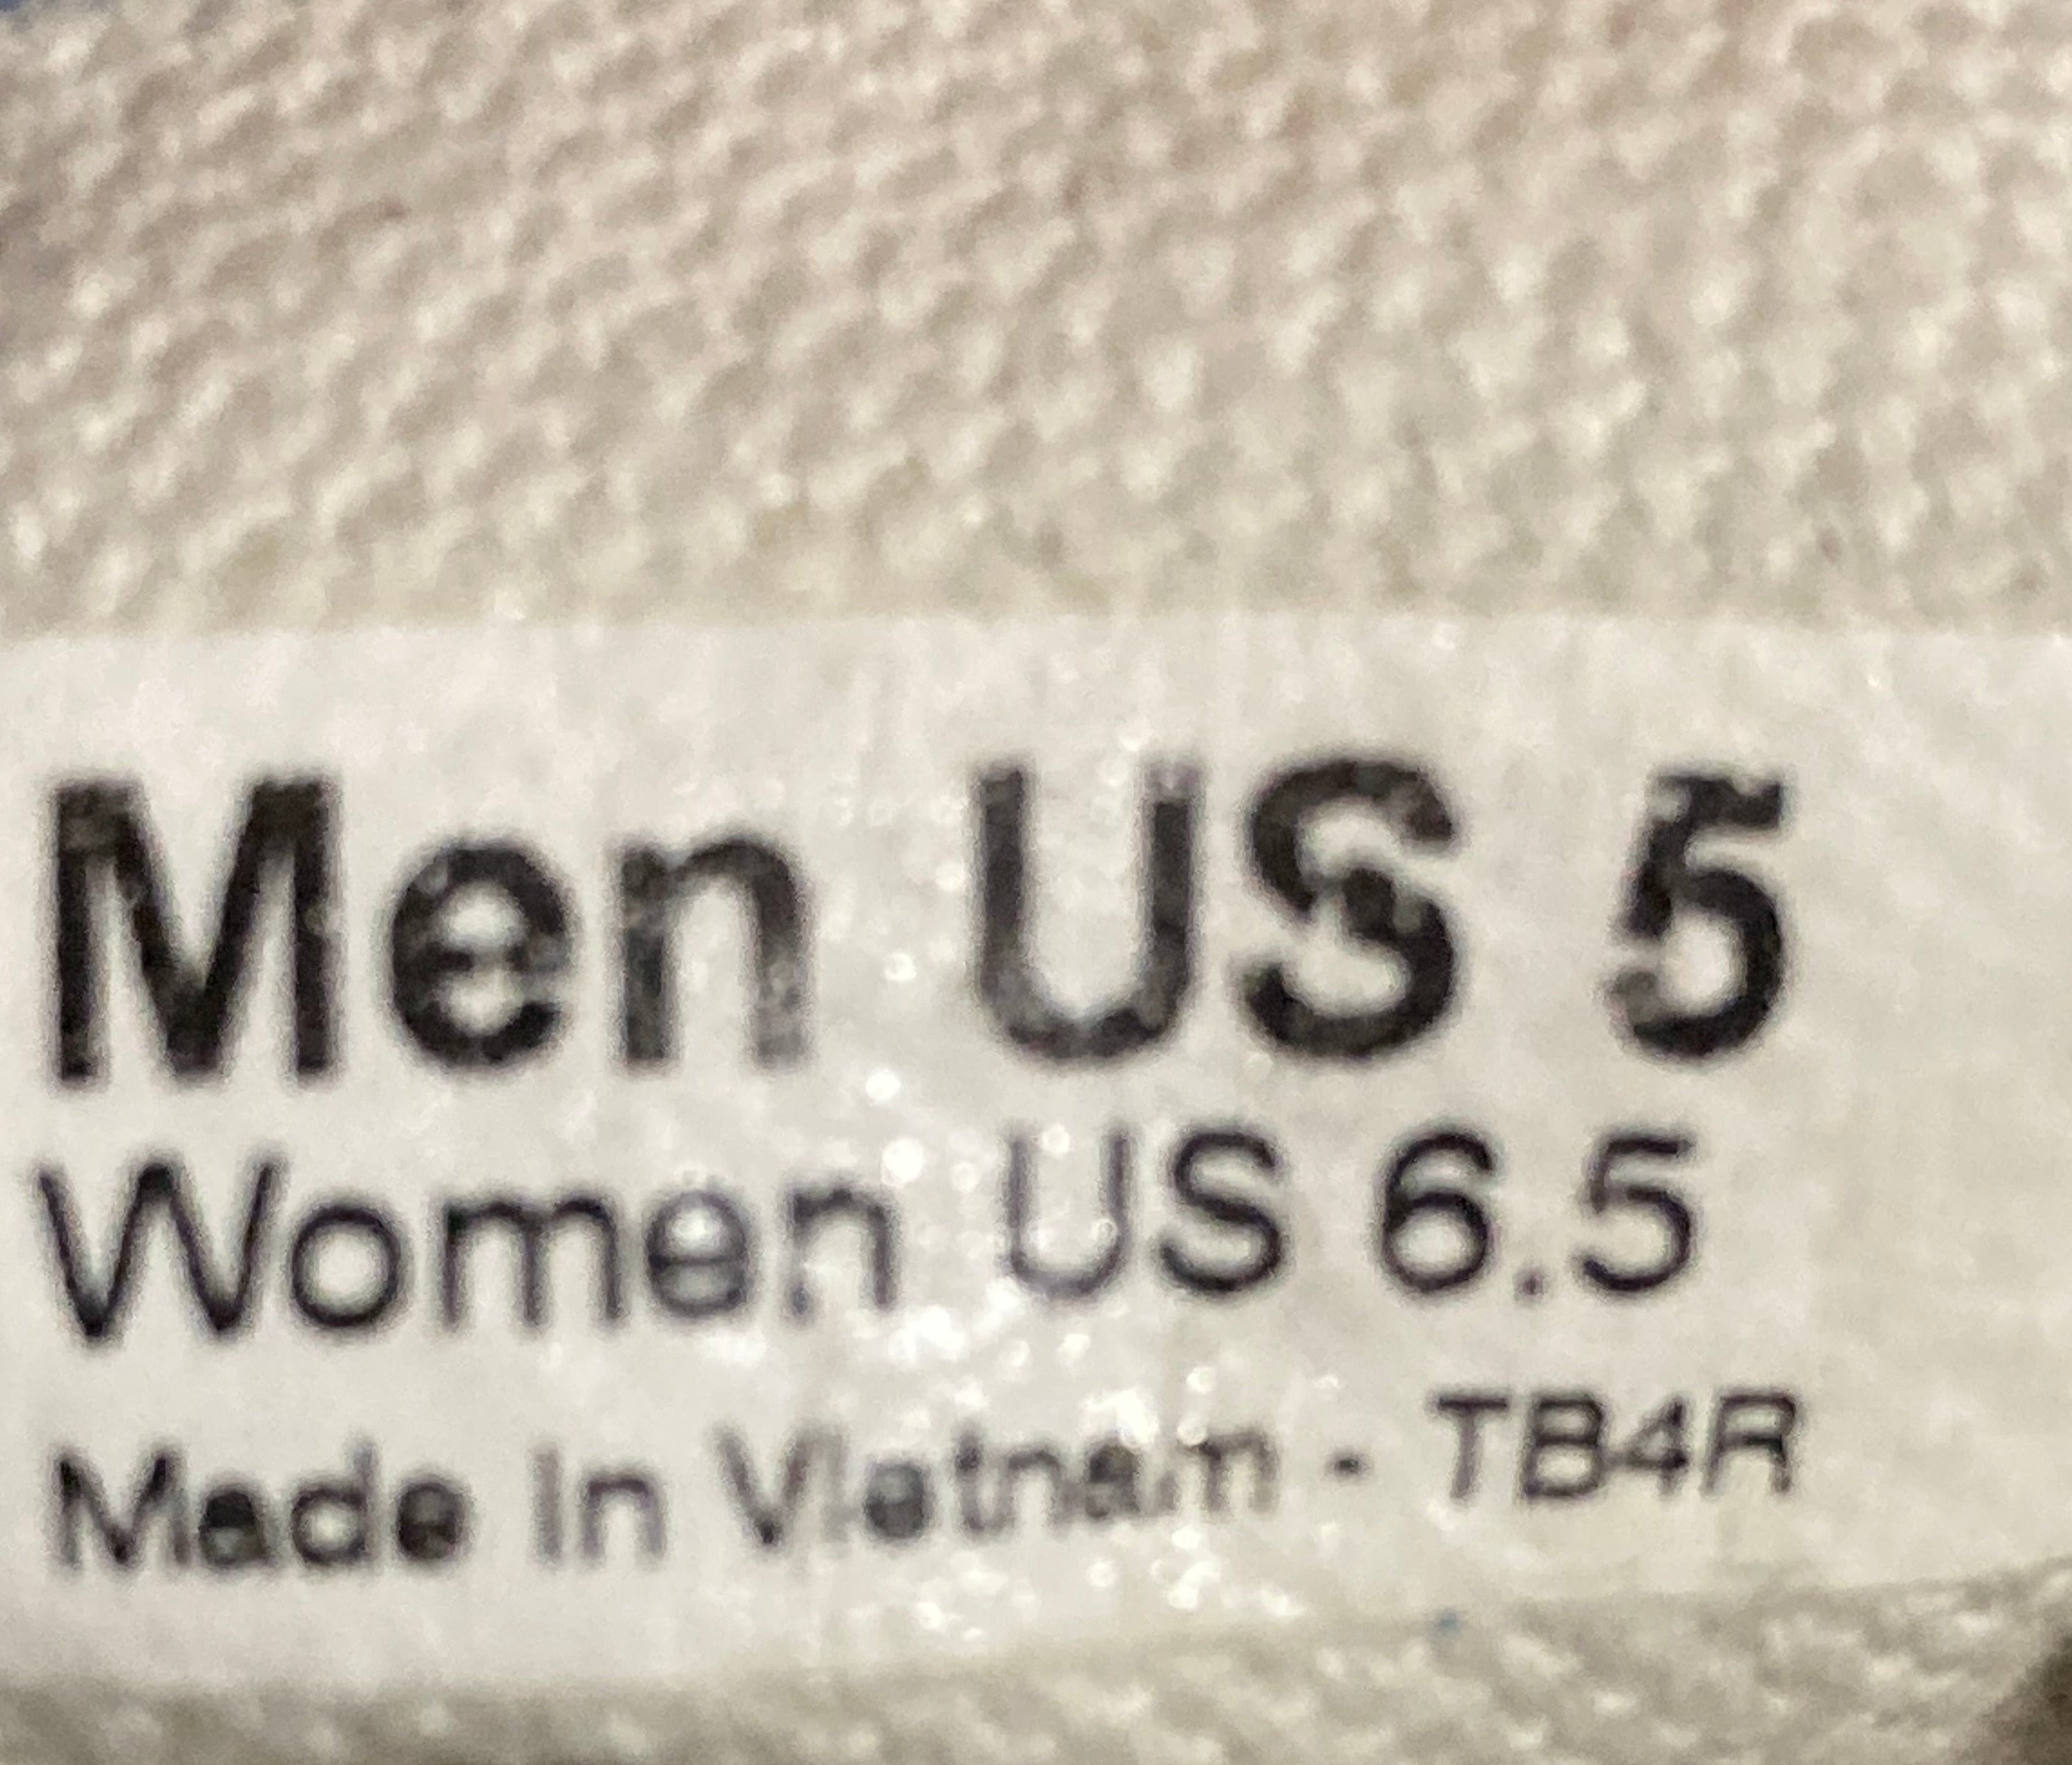 Men US 5
Women US 6.5
Made In Vietnam - TB4R